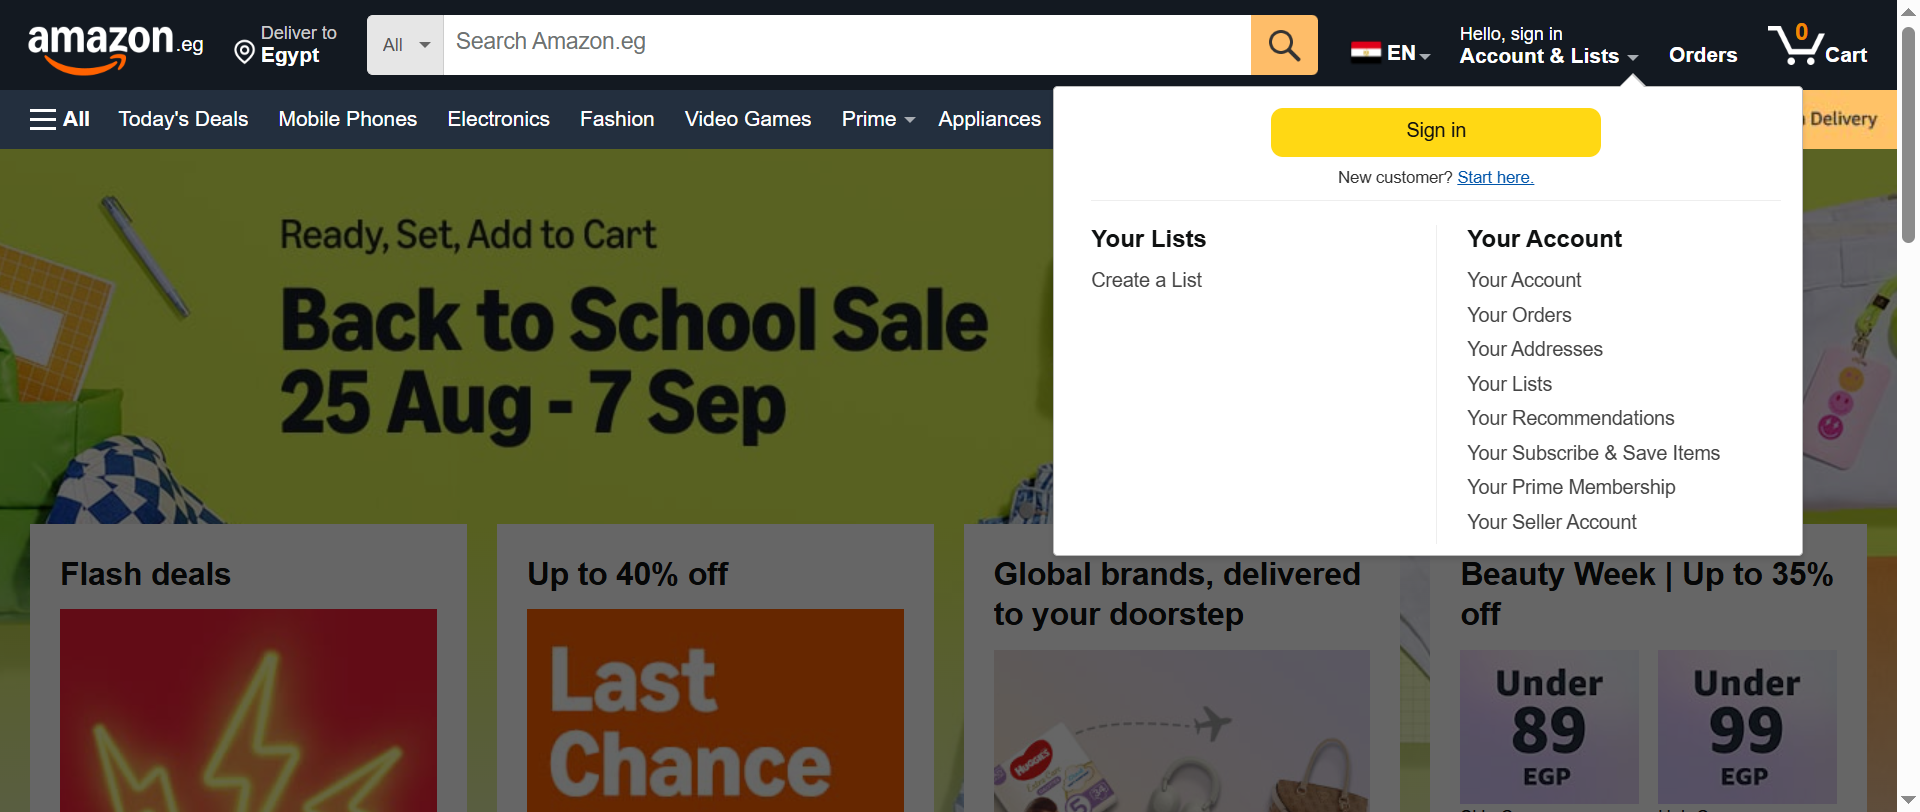 amazon.eg
Deliver to
Egypt
All
Search Amazon.eg
EN
Hello, sign in
Account & Lists
Orders
0
Cart
All
Today's Deals
Mobile Phones
Electronics
Fashion
Video Games
Prime
Appliances
Delivery
Sign in
New customer? Start here.
Your Lists
Create a List
Your Account
Your Account
Your Orders
Your Addresses
Your Lists
Your Recommendations
Your Subscribe & Save Items
Your Prime Membership
Your Seller Account
Ready, Set, Add to Cart
Back to School Sale
25 Aug - 7 Sep
Flash deals
Up to 40% off
Last
Chance
Global brands, delivered
to your doorstep
HUGGIES
Extra Care
5
Beauty Week | Up to 35%
off
Under
89
EGP
Under
99
EGP